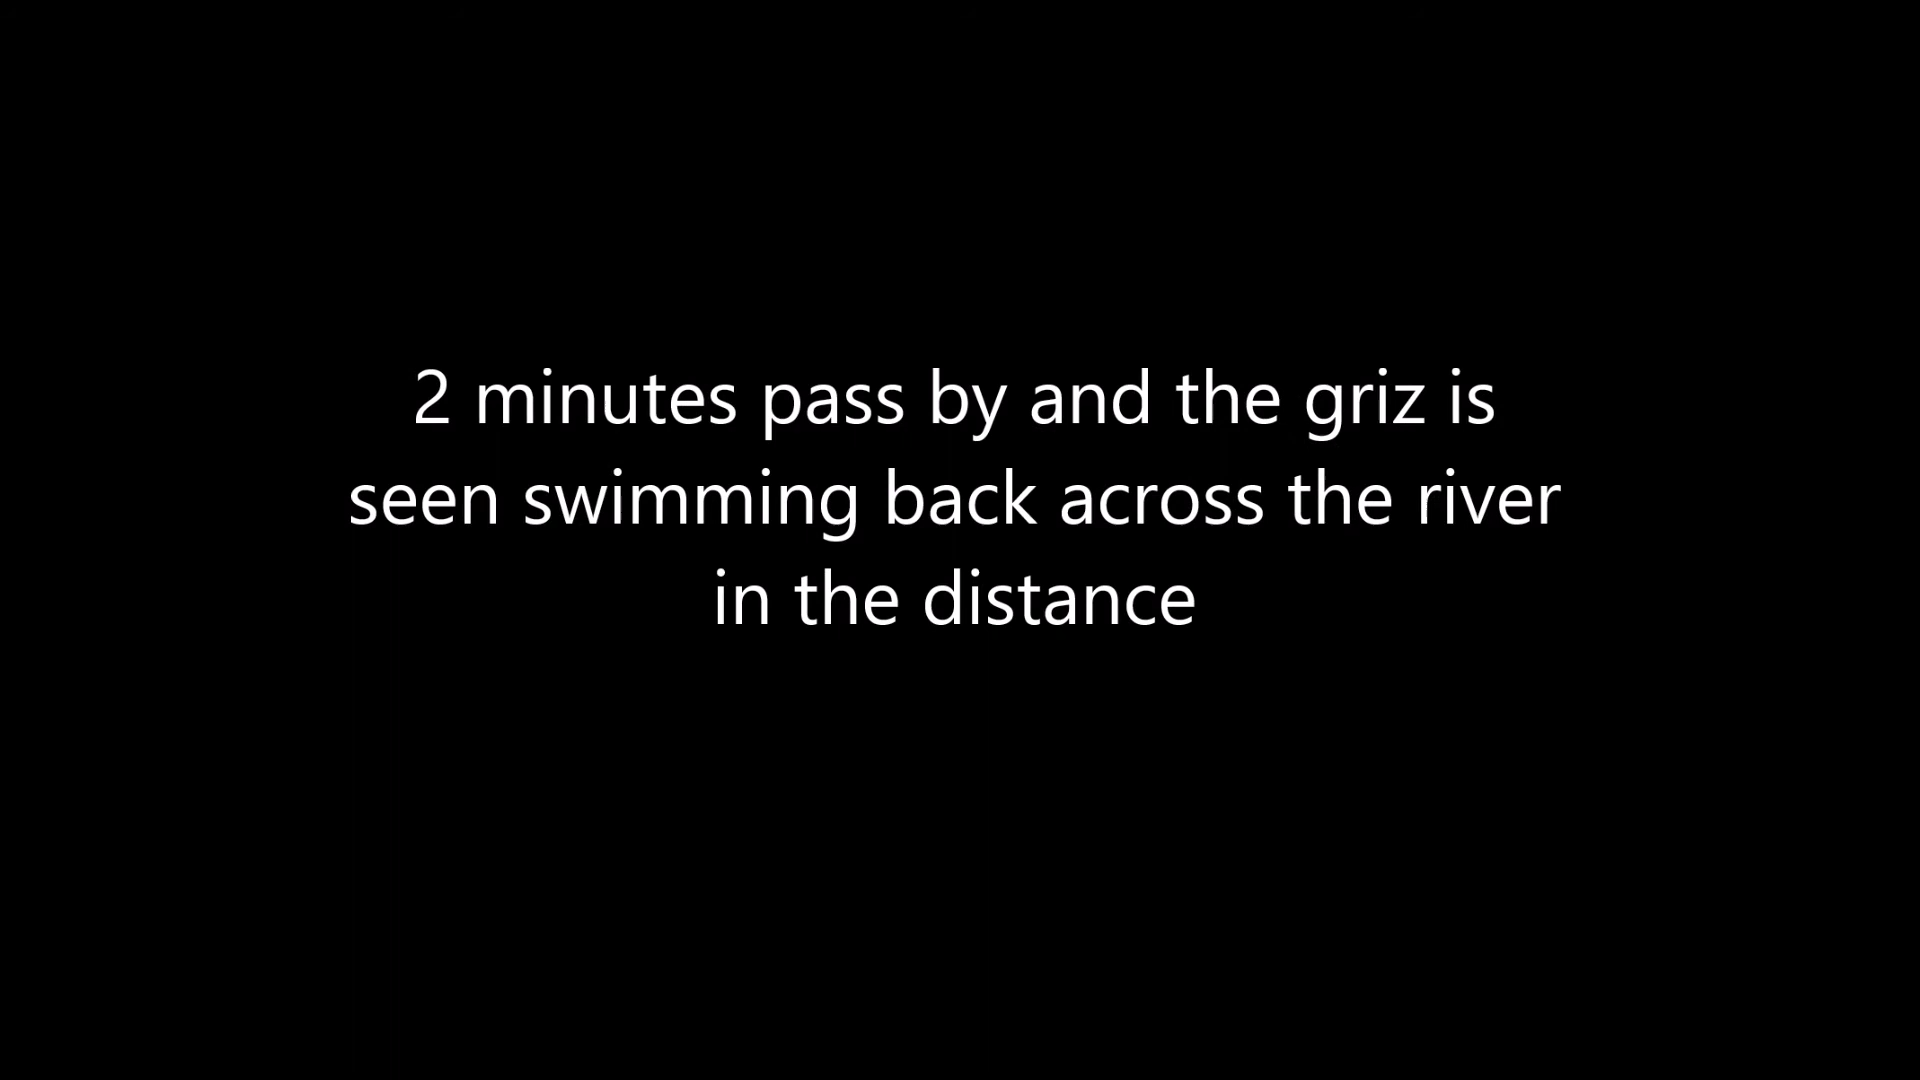 2 minutes pass by and the griz is
seen swimming back across the river
in the distance